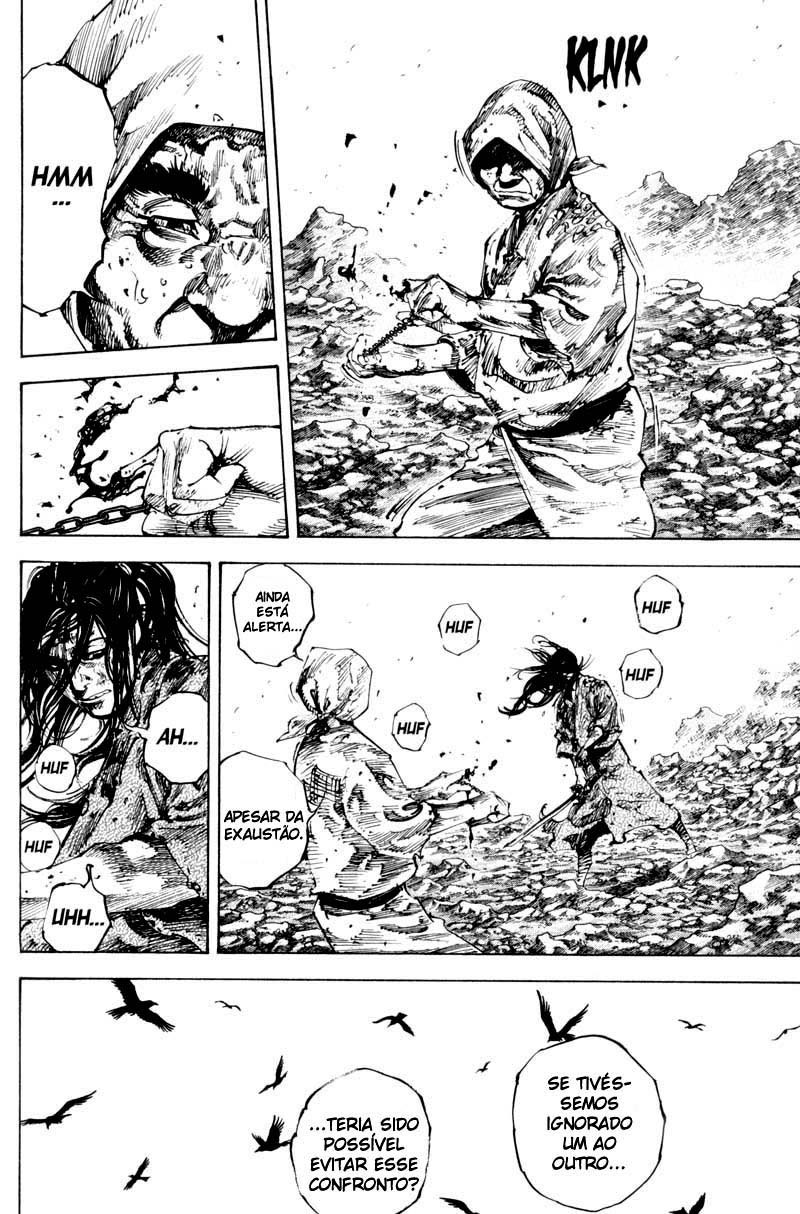 KLNK
HMM
...
AINDA
ESTÁ
ALERTA...
HUF
HUF
HUF
HUF
APESAR DA
EXAUSTÃO.
AH...
HUF
HUF
UHH...
SE TIVÉS-
SEMOS
IGNORADO
UM AO
OUTRO...
...TERIA SIDO
POSSÍVEL
EVITAR ESSE
CONFRONTO?